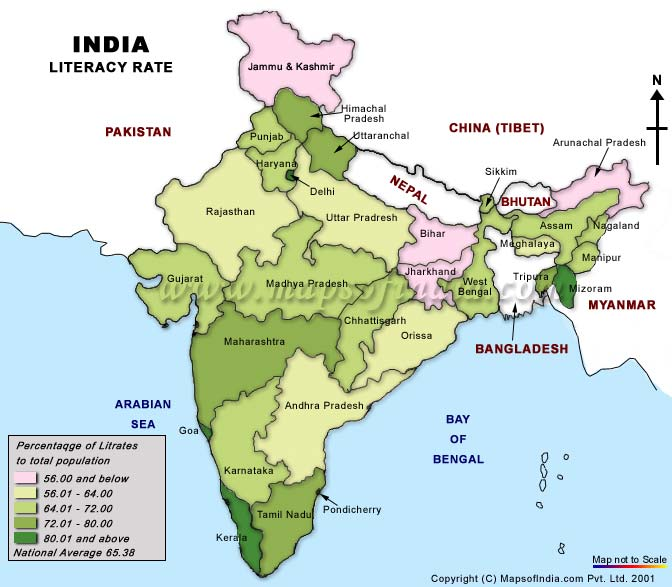 INDIA
LITERACY RATE
Jammu & Kashmir
N
Himachal
Pradesh
PAKISTAN
Punjab
Uttaranchal
CHINA (TIBET)
Arunachal Pradesh
Haryana
Sikkim
Delhi
NEPAL
BHUTAN
Rajasthan
Uttar Pradresh
Bihar
Assam
Nagaland
Meghalaya
Manipur
Jharkhand
Gujarat
Madhya Pradesh
West
Bengal
Tripura
Mizoram
www.mapsofindia.com
MYANMAR
Chhattisgarh
Maharashtra
Orissa
BANGLADESH
ARABIAN
SEA
Andhra Pradesh
BAY
OF
BENGAL
Goa
Karnataka
Pondicherry
Tamil Nadu
Kerala
Percentaqge of Litrates
to total population
56.00 and below
56.01 - 64.00
64.01 - 72.00
72.01 - 80.00
80.01 and above
National Average 65.38
Map not to Scale
Copyright (C) MapsofIndia.com Pvt. Ltd. 2001